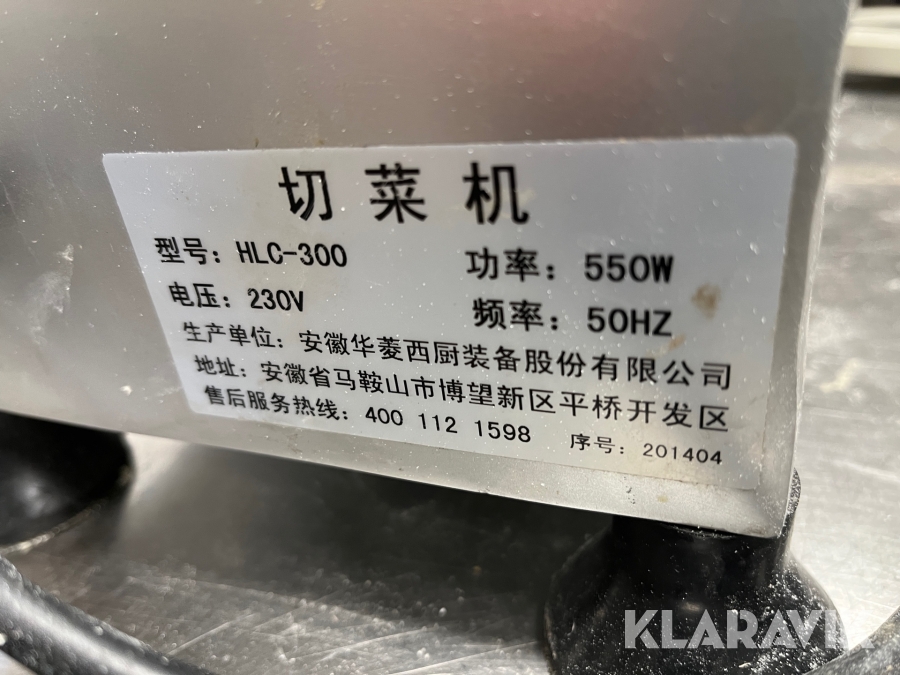 切菜机
型号：HLC-300 功率：550W
电压：230V 频率：50HZ
生产单位：安徽华菱西厨装备股份有限公司
地址：安徽省马鞍山市博望新区平桥开发区
售后服务热线：400 112 1598 序号：201404
KLARAVIK